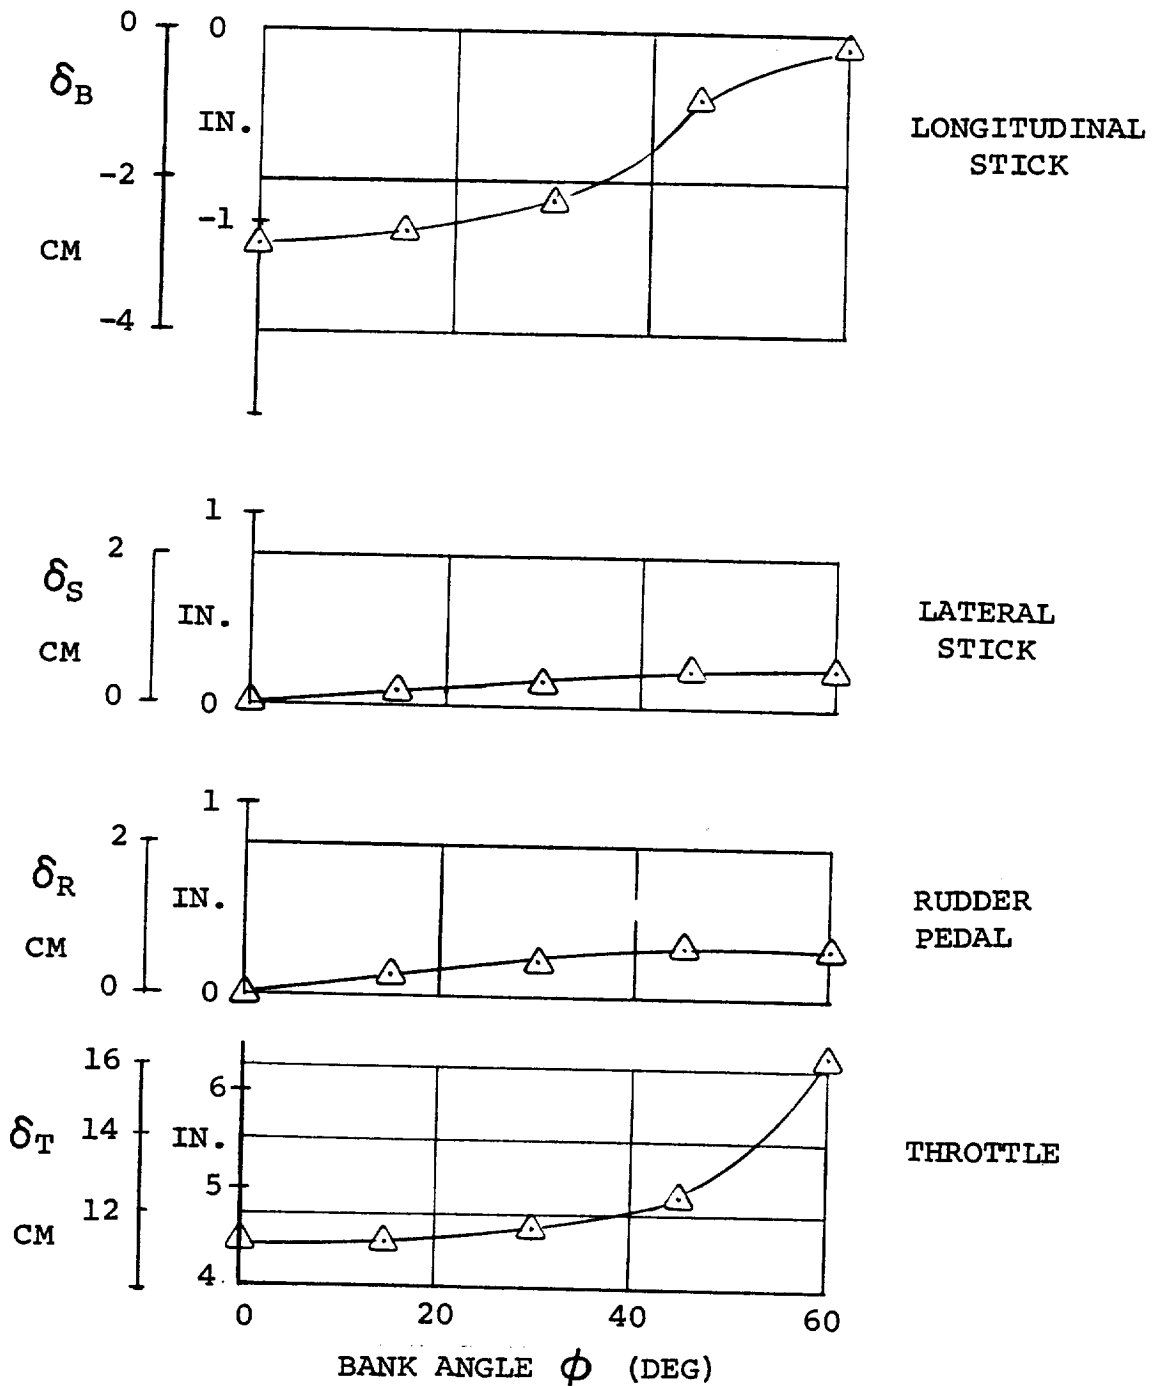 0 0
δB
IN.
LONGITUDINAL
STICK
-2
-1
CM
-4
1
2
δS
IN.
LATERAL
STICK
CM
0 0
1
2
δR
IN.
RUDDER
PEDAL
CM
0 0
16
6
δT 14 IN.
THROTTLE
5
12
CM
4
0 20 40 60
BANK ANGLE ϕ (DEG)